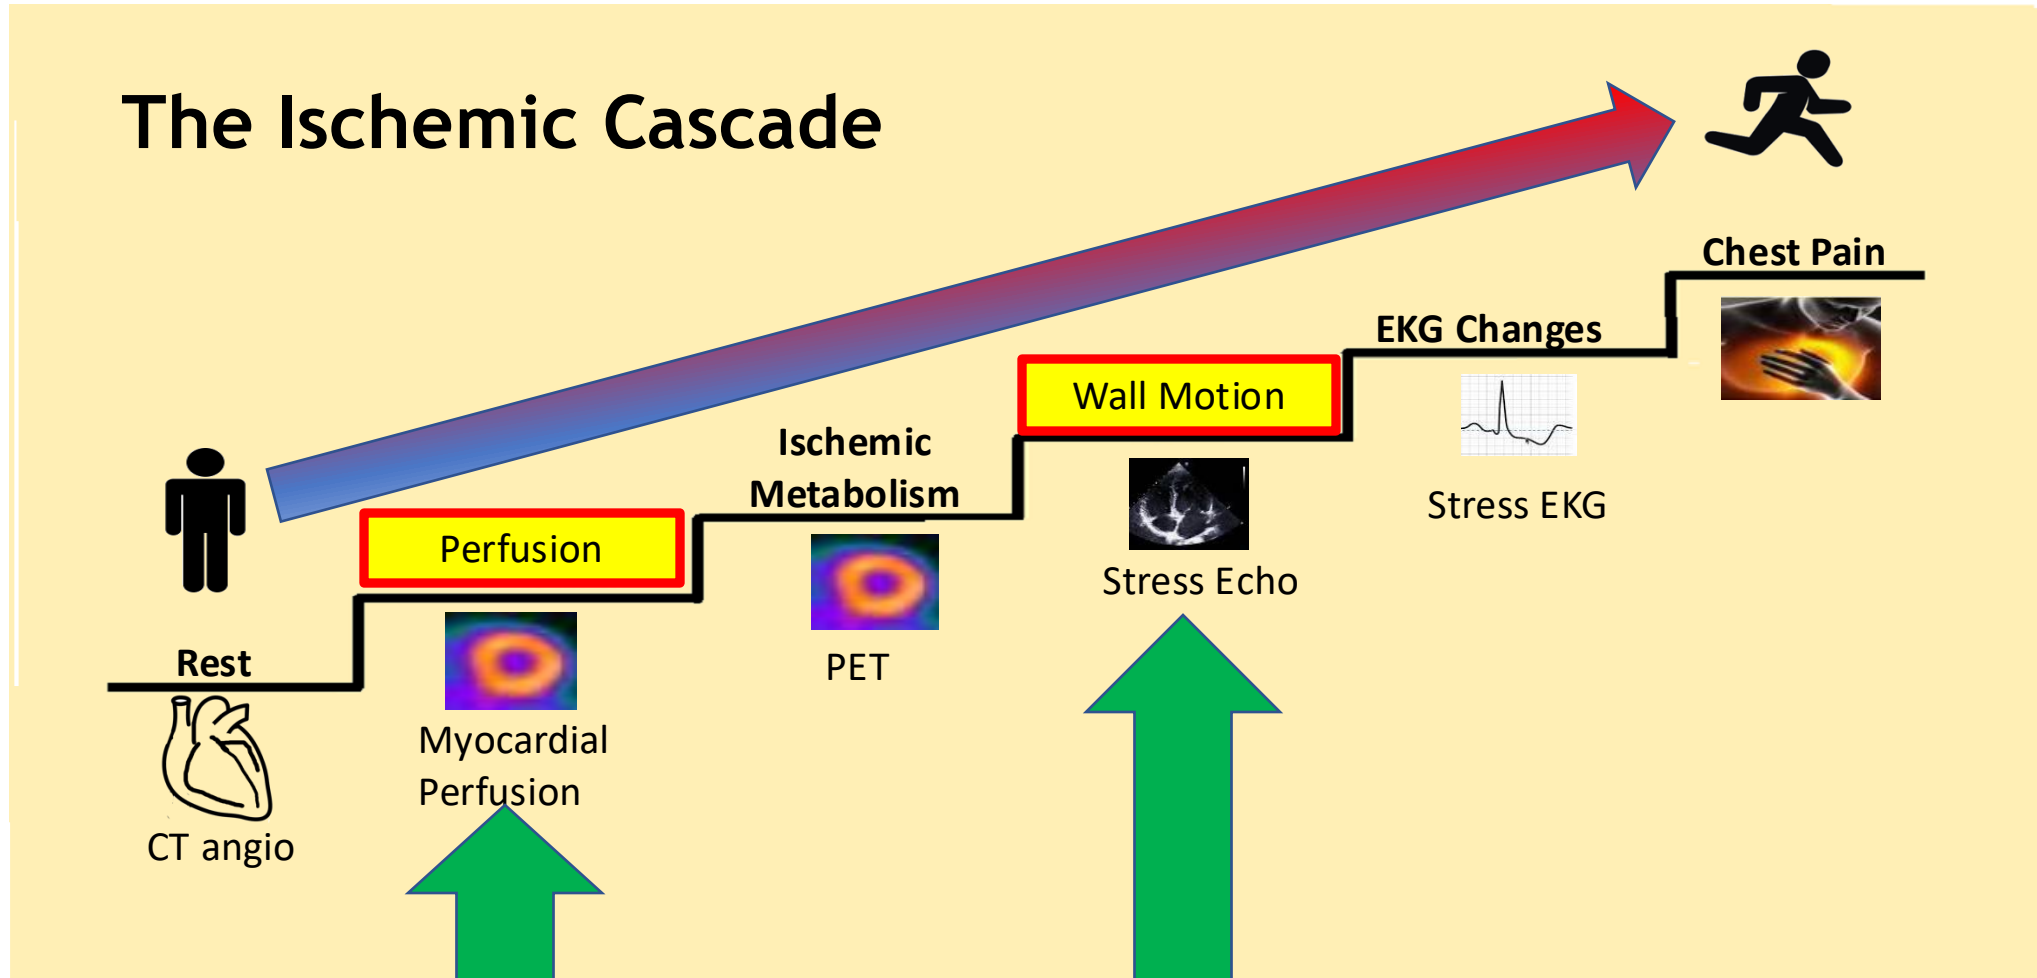 The Ischemic Cascade
Rest
CT angio
Perfusion
Myocardial
Perfusion
Ischemic
Metabolism
PET
Wall Motion
Stress Echo
EKG Changes
Stress EKG
Chest Pain